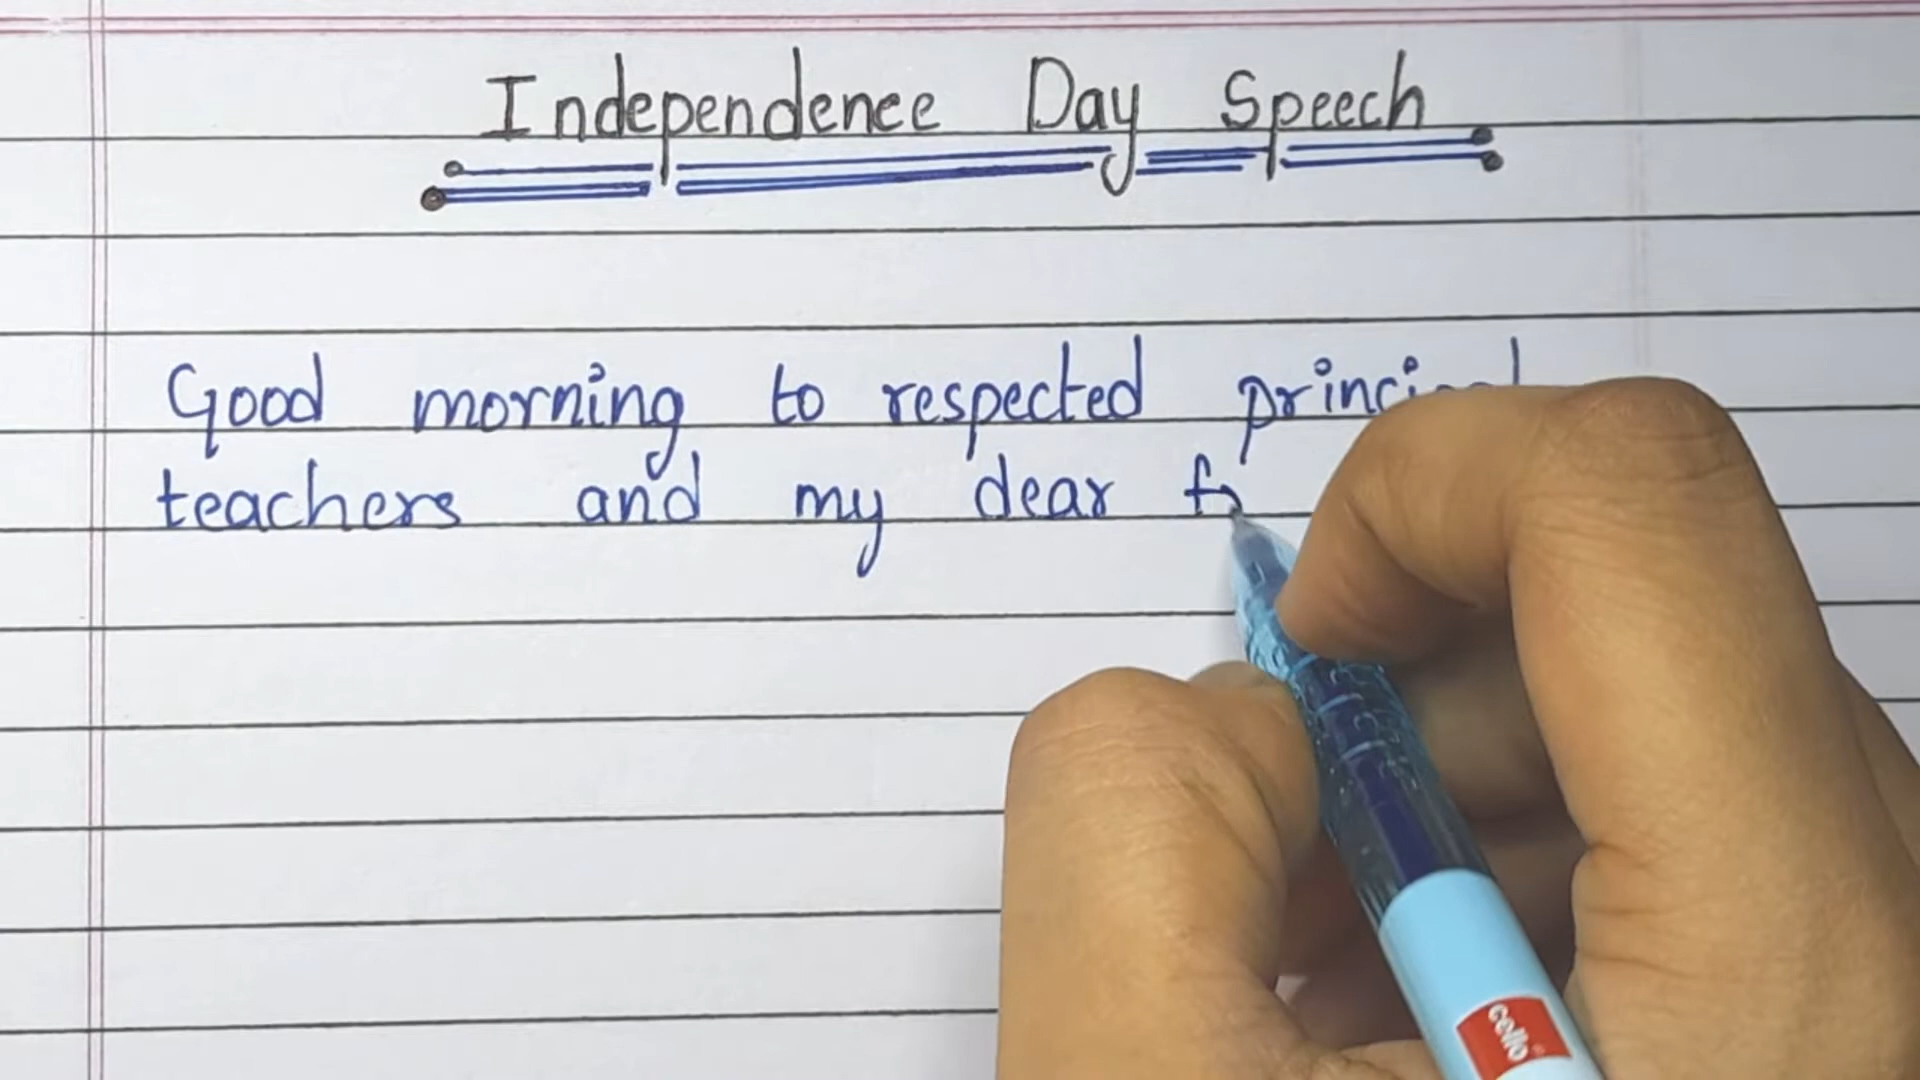 Independence Day Speech
Good morning to respected
teachers and my dear
cello